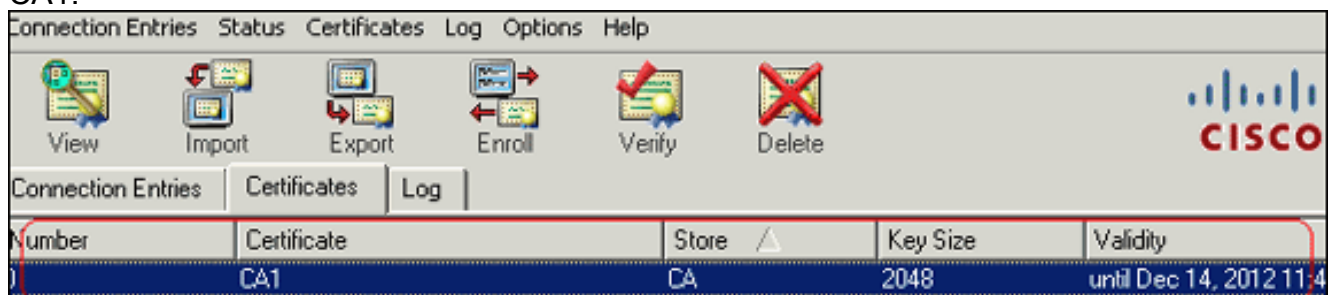 CA1.
Connection Entries Status Certificates Log Options Help
View Import Export Enroll Verify Delete
CISCO
Connection Entries Certificates Log
Number Certificate Store Key Size Validity
CA1 CA 2048 until Dec 14, 2012 11:4